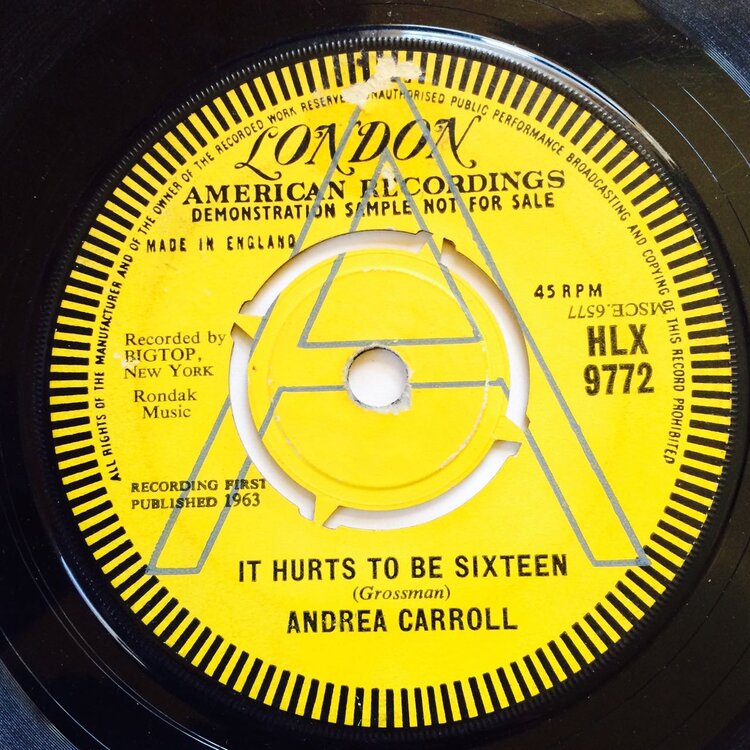 ALL RIGHTS OF THE MANUFACTURER AND OF THE OWNER OF THE RECORDED WORK RESERVED UNAUTHORISED PUBLIC PERFORMANCE BROADCASTING AND COPYING OF THIS RECORD PROHIBITED
LONDON
AMERICAN RECORDINGS
DEMONSTRATION SAMPLE NOT FOR SALE
MADE IN ENGLAND
45 RPM
MSCE.6577
Recorded by
BIGTOP,
NEW YORK
HLX
9772
Rondak
Music
RECORDING FIRST
PUBLISHED 1963
A
IT HURTS TO BE SIXTEEN
(Grossman)
ANDREA CARROLL